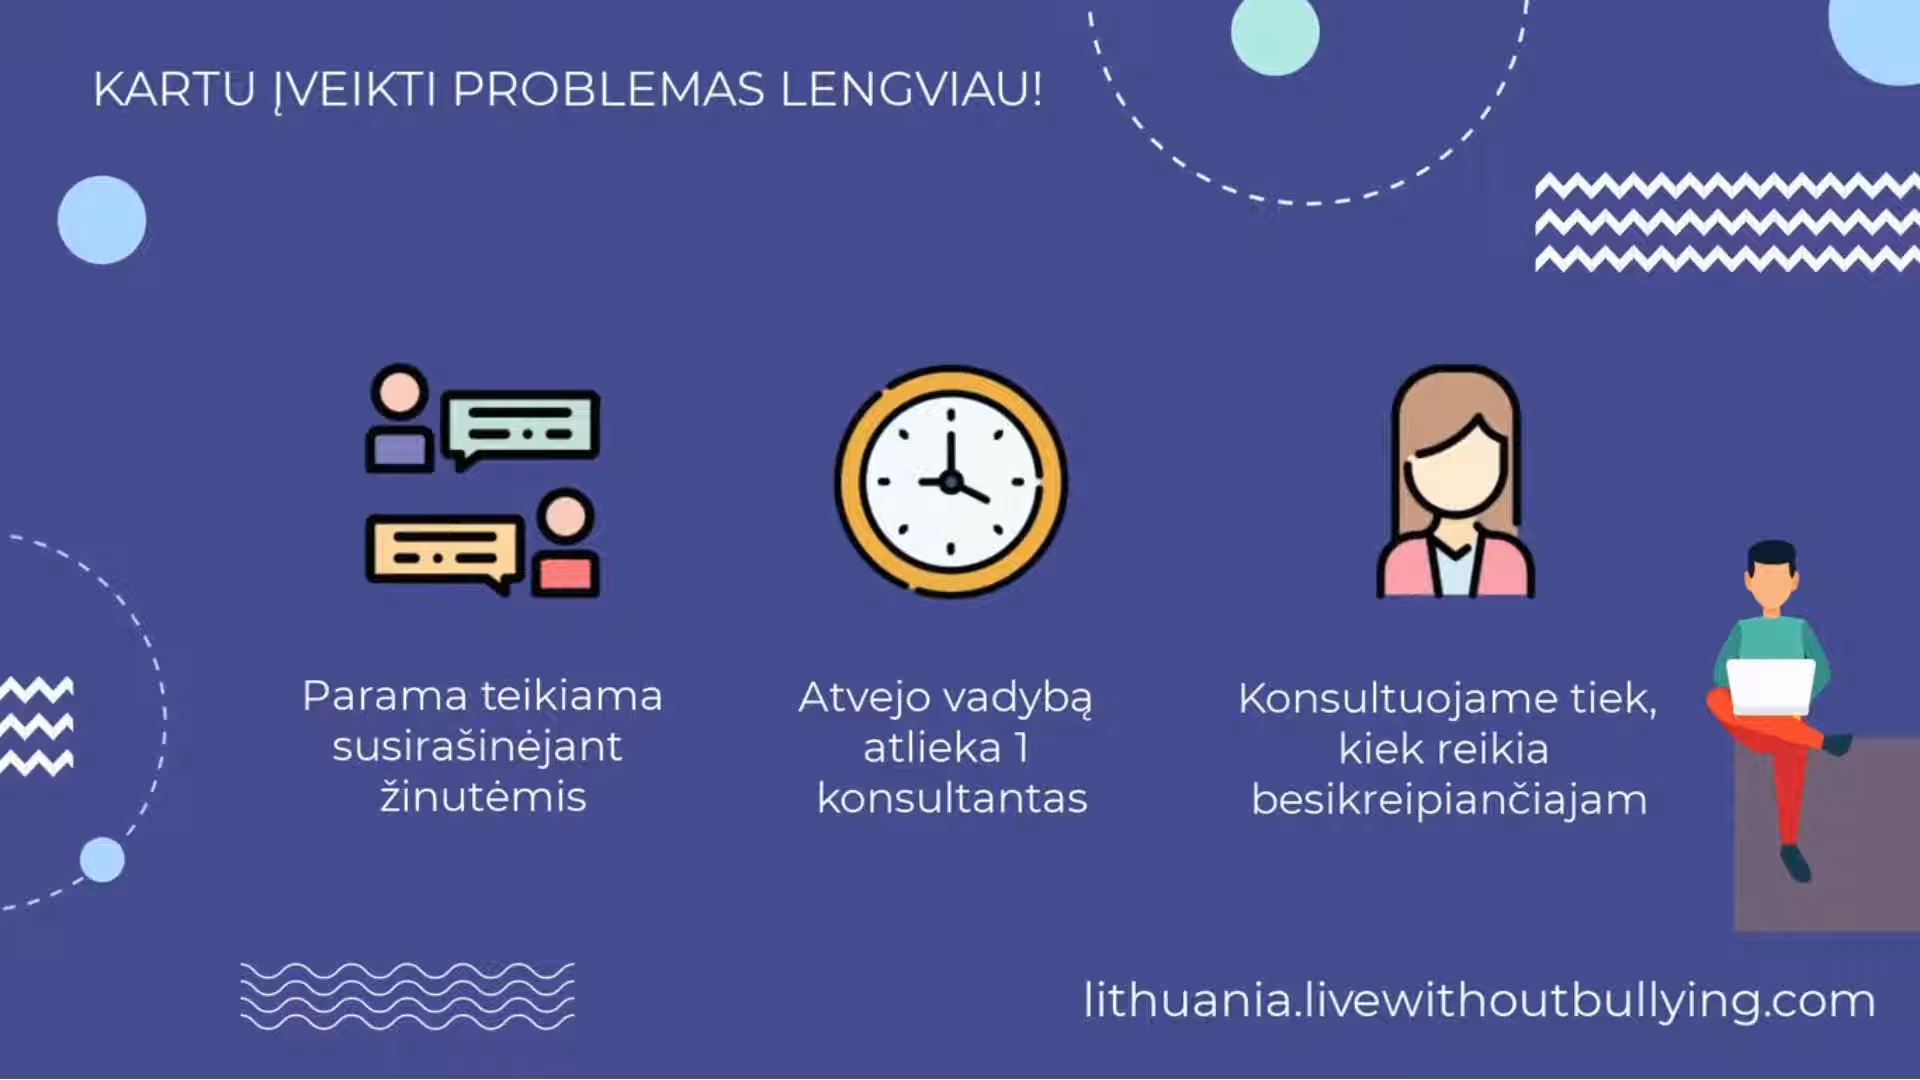 KARTU ĮVEIKTI PROBLEMAS LENGVIAU!
Parama teikiama
susirašinėjant
žinutėmis
Atvejo vadybą
atlieka 1
konsultantas
Konsultuojame tiek,
kiek reikia
besikreipiančiajam
lithuania.livewithoutbullying.com